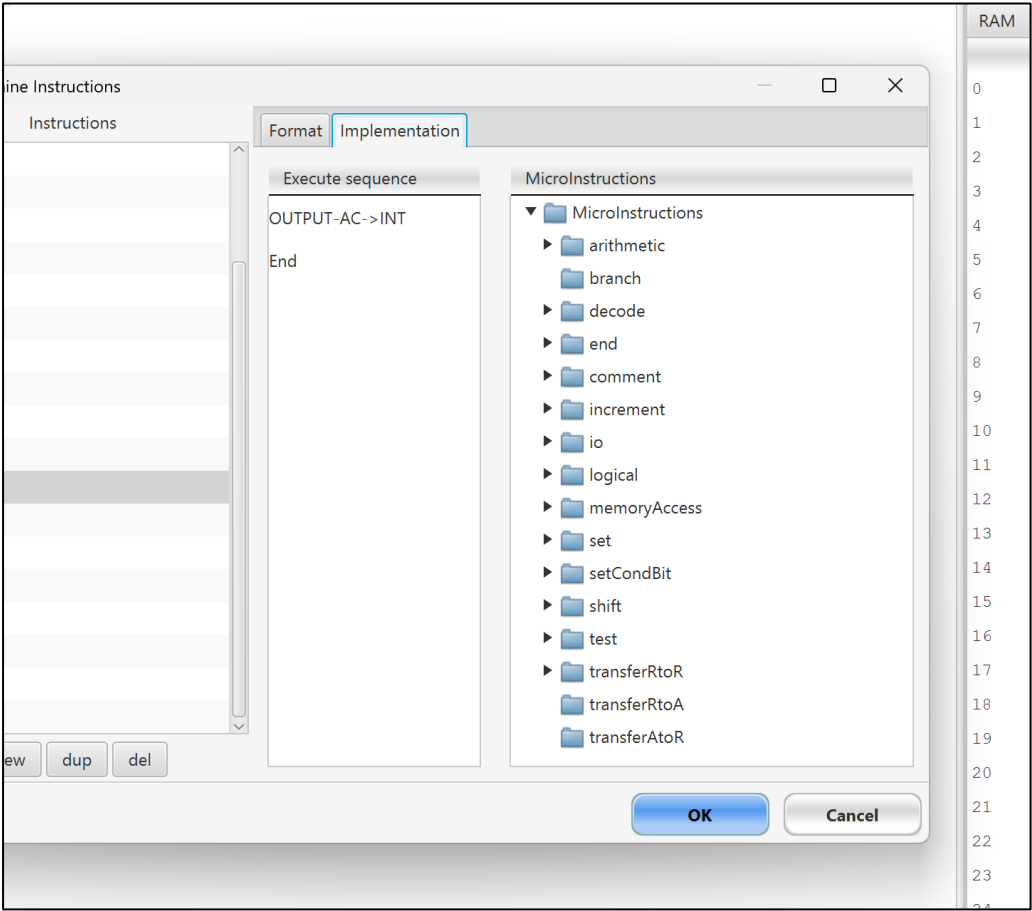 RAM
ine Instructions
Instructions
Format Implementation
Execute sequence
OUTPUT-AC->INT
End
MicroInstructions
MicroInstructions
arithmetic
branch
decode
end
comment
increment
io
logical
memoryAccess
set
setCondBit
shift
test
transferRtoR
transferRtoA
transferAtoR
ew dup del
OK Cancel
0
1
2
3
4
5
6
7
8
9
10
11
12
13
14
15
16
17
18
19
20
21
22
23
24